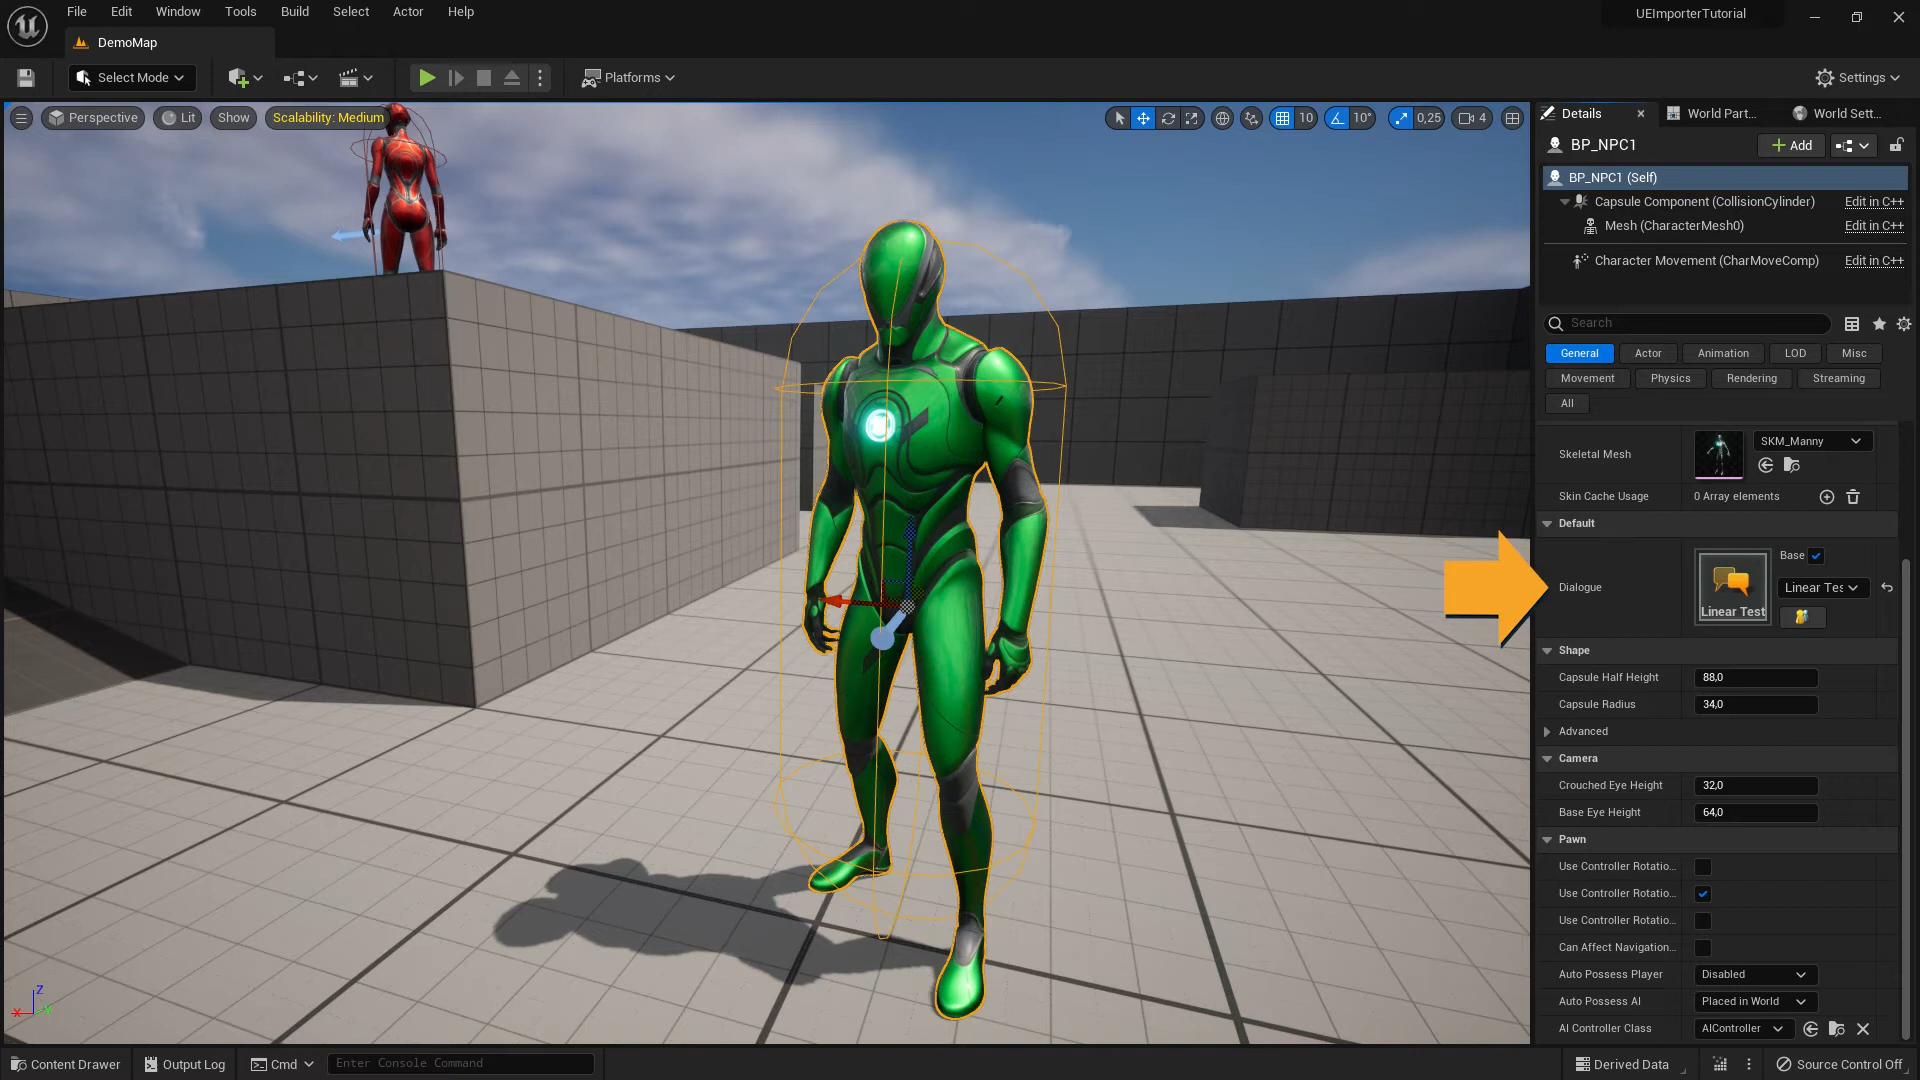 File Edit Window Tools Build Select Actor Help
UEImporterTutorial
DemoMap
Select Mode
Platforms
Settings
Perspective Lit Show Scalability: Medium
10 10° 0,25 4
Details World Part... World Sett...
BP_NPC1 Add
BP_NPC1 (Self)
Capsule Component (CollisionCylinder) Edit in C++
Mesh (CharacterMesh0) Edit in C++
Character Movement (CharMoveComp) Edit in C++
Search
General Actor Animation LOD Misc
Movement Physics Rendering Streaming
All
Skeletal Mesh SKM_Manny
Skin Cache Usage 0 Array elements
Default
Base
Dialogue Linear Tes
Linear Test
Shape
Capsule Half Height 88,0
Capsule Radius 34,0
Advanced
Camera
Crouched Eye Height 32,0
Base Eye Height 64,0
Pawn
Use Controller Rotatio...
Use Controller Rotatio...
Use Controller Rotatio...
Can Affect Navigation...
Auto Possess Player Disabled
Auto Possess AI Placed in World
AI Controller Class AIController
Z
X Y
Content Drawer Output Log Cmd Enter Console Command Derived Data Source Control Off